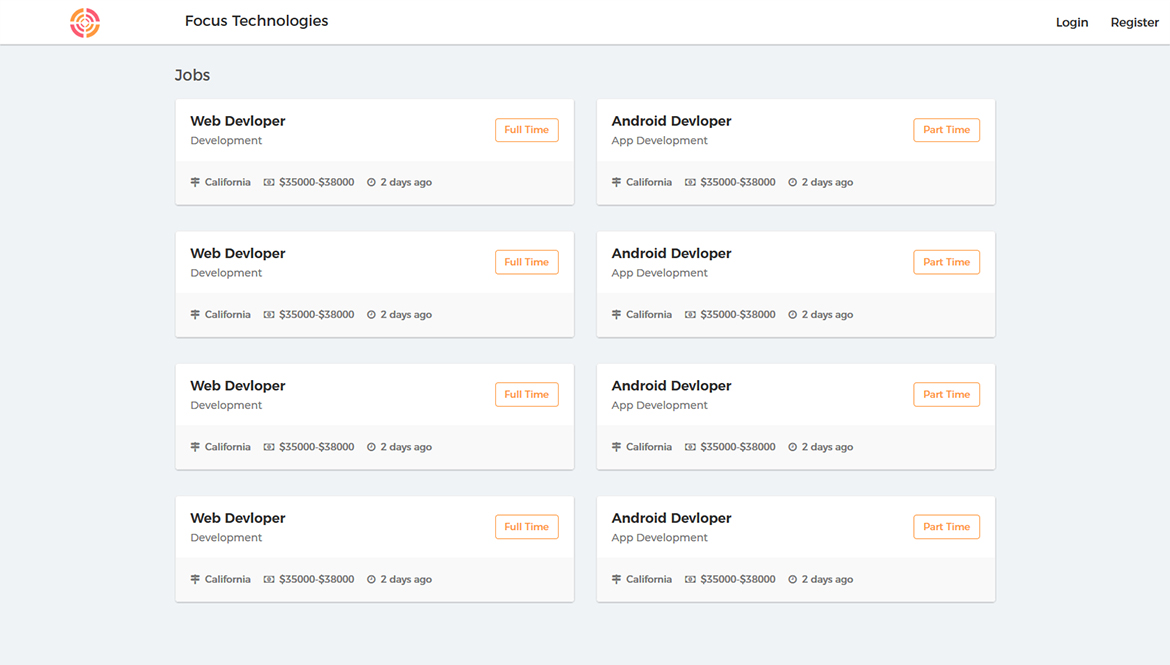 Focus Technologies
Login Register
Jobs
Web Devloper
Development
Full Time
California $35000-$38000 2 days ago
Android Devloper
App Development
Part Time
California $35000-$38000 2 days ago
Web Devloper
Development
Full Time
California $35000-$38000 2 days ago
Android Devloper
App Development
Part Time
California $35000-$38000 2 days ago
Web Devloper
Development
Full Time
California $35000-$38000 2 days ago
Android Devloper
App Development
Part Time
California $35000-$38000 2 days ago
Web Devloper
Development
Full Time
California $35000-$38000 2 days ago
Android Devloper
App Development
Part Time
California $35000-$38000 2 days ago